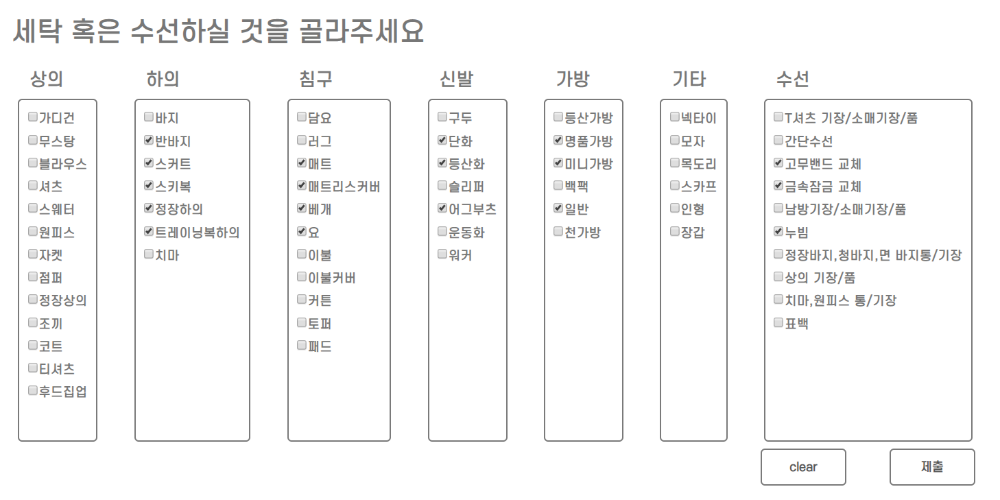 세탁 혹은 수선하실 것을 골라주세요
상의
가디건
무스탕
블라우스
셔츠
스웨터
원피스
자켓
점퍼
정장상의
조끼
코트
티셔츠
후드집업
하의
바지
반바지
스커트
스키복
정장하의
트레이닝복하의
치마
침구
담요
러그
매트
매트리스커버
베개
요
이불
이불커버
커튼
토퍼
패드
신발
구두
단화
등산화
슬리퍼
어그부츠
운동화
워커
가방
등산가방
명품가방
미니가방
백팩
일반
천가방
기타
넥타이
모자
목도리
스카프
인형
장갑
수선
T셔츠 기장/소매기장/품
간단수선
고무밴드 교체
금속잠금 교체
남방기장/소매기장/품
누빔
정장바지,청바지,면 바지통/기장
상의 기장/품
치마,원피스 통/기장
표백
clear
제출